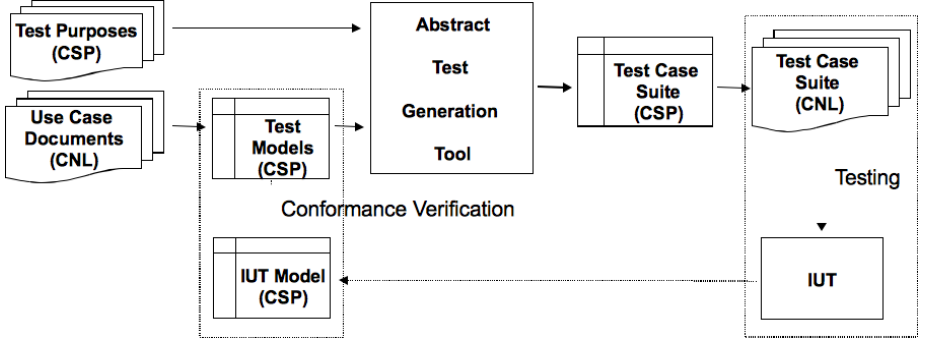 Test Purposes
(CSP)
Use Case
Documents
(CNL)
Test
Models
(CSP)
Abstract
Test
Generation
Tool
Test Case
Suite
(CSP)
Test Case
Suite
(CNL)
Testing
Conformance Verification
IUT Model
(CSP)
IUT